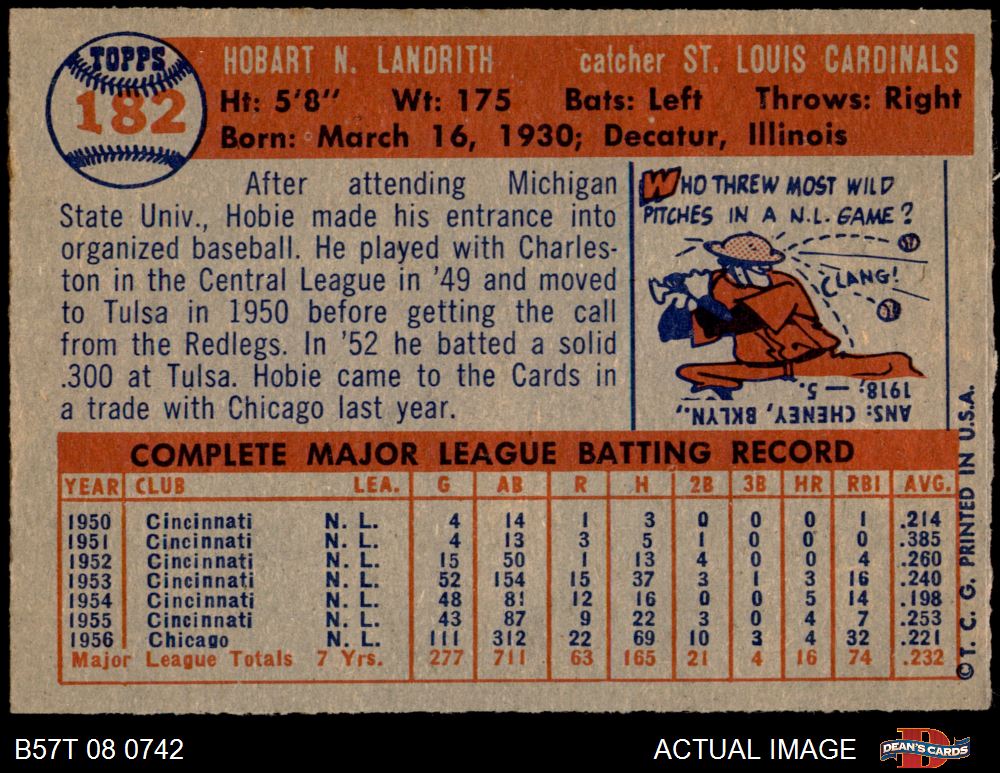 TOPPS
182
HOBART N. LANDRITH catcher ST. LOUIS CARDINALS
Ht: 5'8" Wt: 175 Bats: Left Throws: Right
Born: March 16, 1930; Decatur, Illinois
After attending Michigan
State Univ., Hobie made his entrance into
organized baseball. He played with Charles-
ton in the Central League in '49 and moved
to Tulsa in 1950 before getting the call
from the Redlegs. In '52 he batted a solid
.300 at Tulsa. Hobie came to the Cards in
a trade with Chicago last year.
WHO THREW MOST WILD
PITCHES IN A N.L. GAME?
CLANG!
ANS: CHENEY, BKLYN.,
1918; — 5.
COMPLETE MAJOR LEAGUE BATTING RECORD
YEAR CLUB LEA. G AB R H 2B 3B HR RBI AVG.
1950 Cincinnati N. L. 4 14 1 3 0 0 0 1 .214
1951 Cincinnati N. L. 4 13 3 5 1 0 0 0 .385
1952 Cincinnati N. L. 15 50 1 13 4 0 0 4 .260
1953 Cincinnati N. L. 52 154 15 37 3 1 3 16 .240
1954 Cincinnati N. L. 48 81 12 16 0 0 5 14 .198
1955 Cincinnati N. L. 43 87 9 22 3 0 4 7 .253
1956 Chicago N. L. 111 312 22 69 10 3 4 32 .221
Major League Totals 7 Yrs. 277 711 63 165 21 4 16 74 .232
© T. C. G. PRINTED IN U.S.A.
B57T 08 0742 ACTUAL IMAGE
DEAN'S CARDS